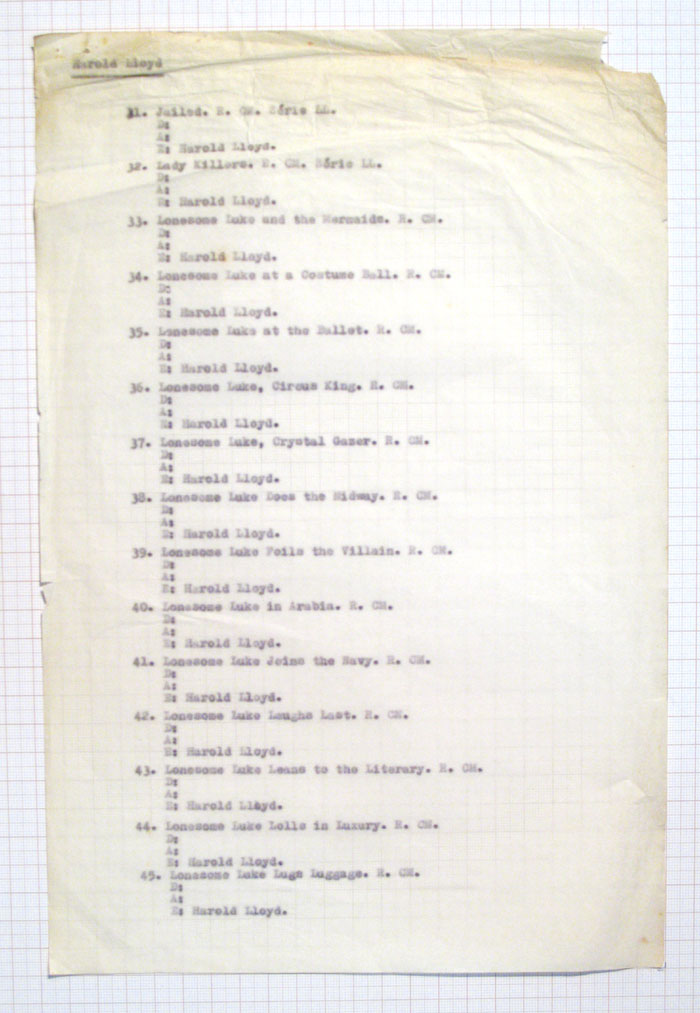 Harold Lloyd
31. Jailed. R. CM. Série LL.
D:
A:
E: Harold Lloyd.
32. Lady Killers. R. CM. Série LL.
D:
A:
E: Harold Lloyd.
33. Lonesome Luke and the Mermaids. R. CM.
D:
A:
E: Harold Lloyd.
34. Lonesome Luke at a Costume Ball. R. CM.
D:
A:
E: Harold Lloyd.
35. Lonesome Luke at the Ballet. R. CM.
D:
A:
E: Harold Lloyd.
36. Lonesome Luke, Circus King. R. CM.
D:
A:
E: Harold Lloyd.
37. Lonesome Luke, Crystal Gazer. R. CM.
D:
A:
E: Harold Lloyd.
38. Lonesome Luke Does the Midway. R. CM.
D:
A:
E: Harold Lloyd.
39. Lonesome Luke Foils the Villain. R. CM.
D:
A:
E: Harold Lloyd.
40. Lonesome Luke in Arabia. R. CM.
D:
A:
E: Harold Lloyd.
41. Lonesome Luke Joins the Navy. R. CM.
D:
A:
E: Harold Lloyd.
42. Lonesome Luke Laughs Last. R. CM.
D:
A:
E: Harold Lloyd.
43. Lonesome Luke Leans to the Literary. R. CM.
D:
A:
E: Harold Lloyd.
44. Lonesome Luke Lolls in Luxury. R. CM.
D:
A:
E: Harold Lloyd.
45. Lonesome Luke Lugs Luggage. R. CM.
D:
A:
E: Harold Lloyd.